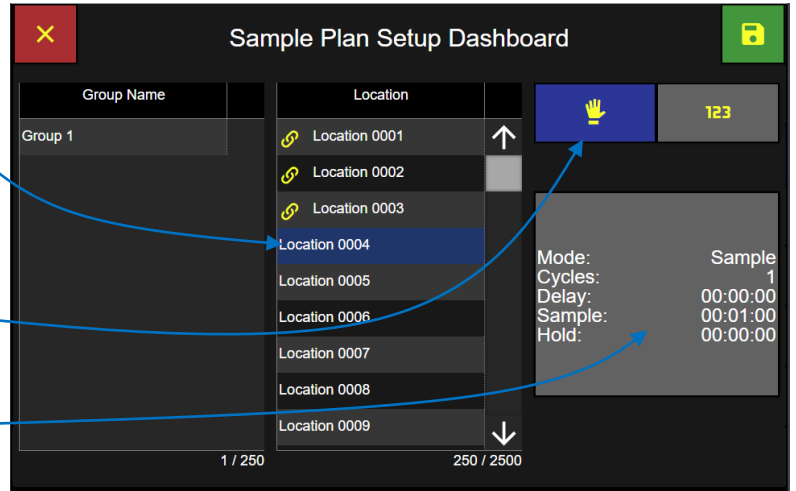 Sample Plan Setup Dashboard
Group Name
Group 1
1 / 250
Location
Location 0001
Location 0002
Location 0003
Location 0004
Location 0005
Location 0006
Location 0007
Location 0008
Location 0009
250 / 2500
123
Mode: Sample
Cycles: 1
Delay: 00:00:00
Sample: 00:01:00
Hold: 00:00:00